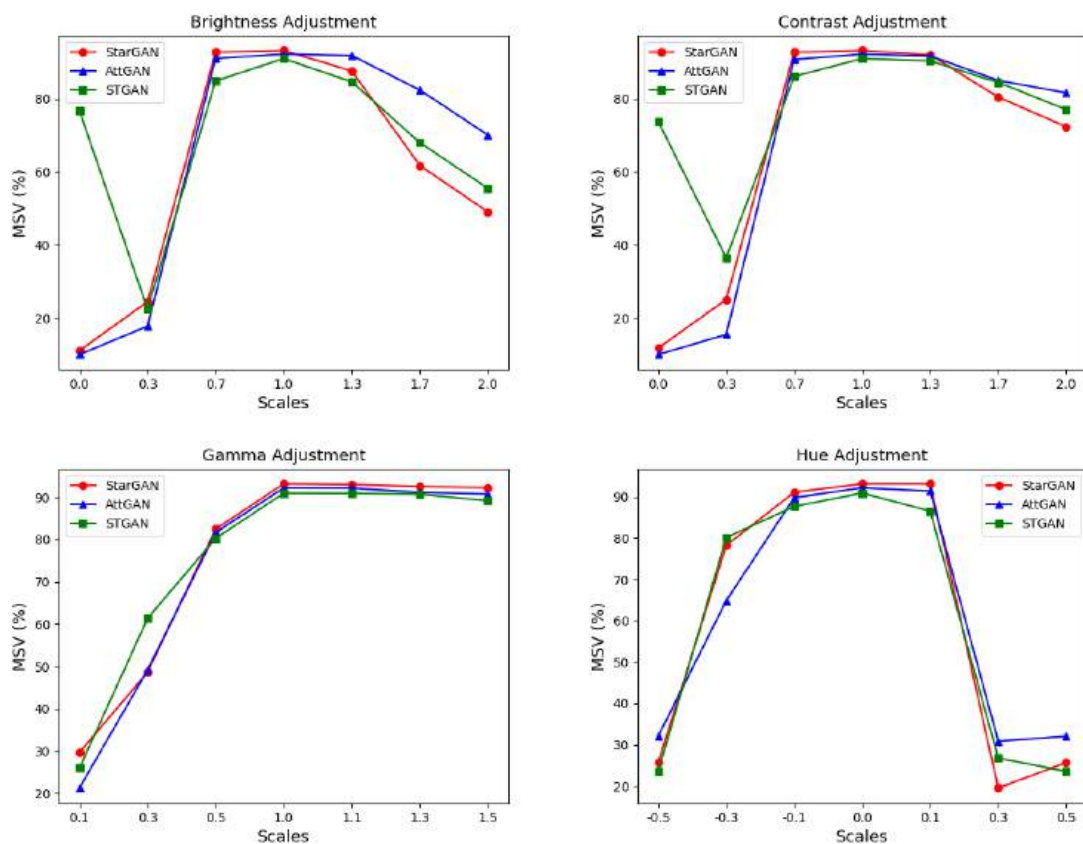 Brightness Adjustment
StarGAN
AttGAN
STGAN
MSV (%)
80
60
40
20
0.0 0.3 0.7 1.0 1.3 1.7 2.0
Scales
Contrast Adjustment
StarGAN
AttGAN
STGAN
MSV (%)
80
60
40
20
0.0 0.3 0.7 1.0 1.3 1.7 2.0
Scales
Gamma Adjustment
StarGAN
AttGAN
STGAN
MSV (%)
90
80
70
60
50
40
30
20
0.1 0.3 0.5 1.0 1.1 1.3 1.5
Scales
Hue Adjustment
StarGAN
AttGAN
STGAN
MSV (%)
90
80
70
60
50
40
30
20
-0.5 -0.3 -0.1 0.0 0.1 0.3 0.5
Scales